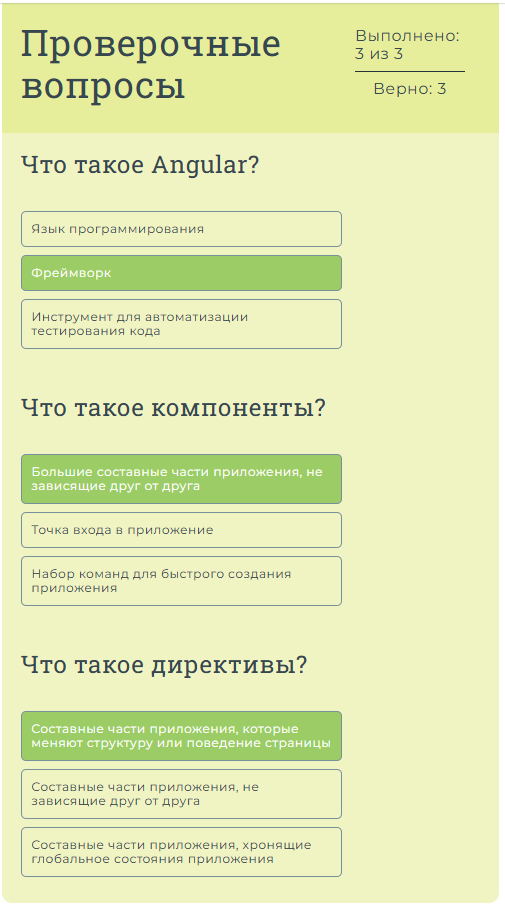 Проверочные
вопросы
Выполнено:
3 из 3
Верно: 3
Что такое Angular?
Язык программирования
Фреймворк
Инструмент для автоматизации
тестирования кода
Что такое компоненты?
Большие составные части приложения, не
зависящие друг от друга
Точка входа в приложение
Набор команд для быстрого создания
приложения
Что такое директивы?
Составные части приложения, которые
меняют структуру или поведение страницы
Составные части приложения, не
зависящие друг от друга
Составные части приложения, хронящие
глобальное состояния приложения